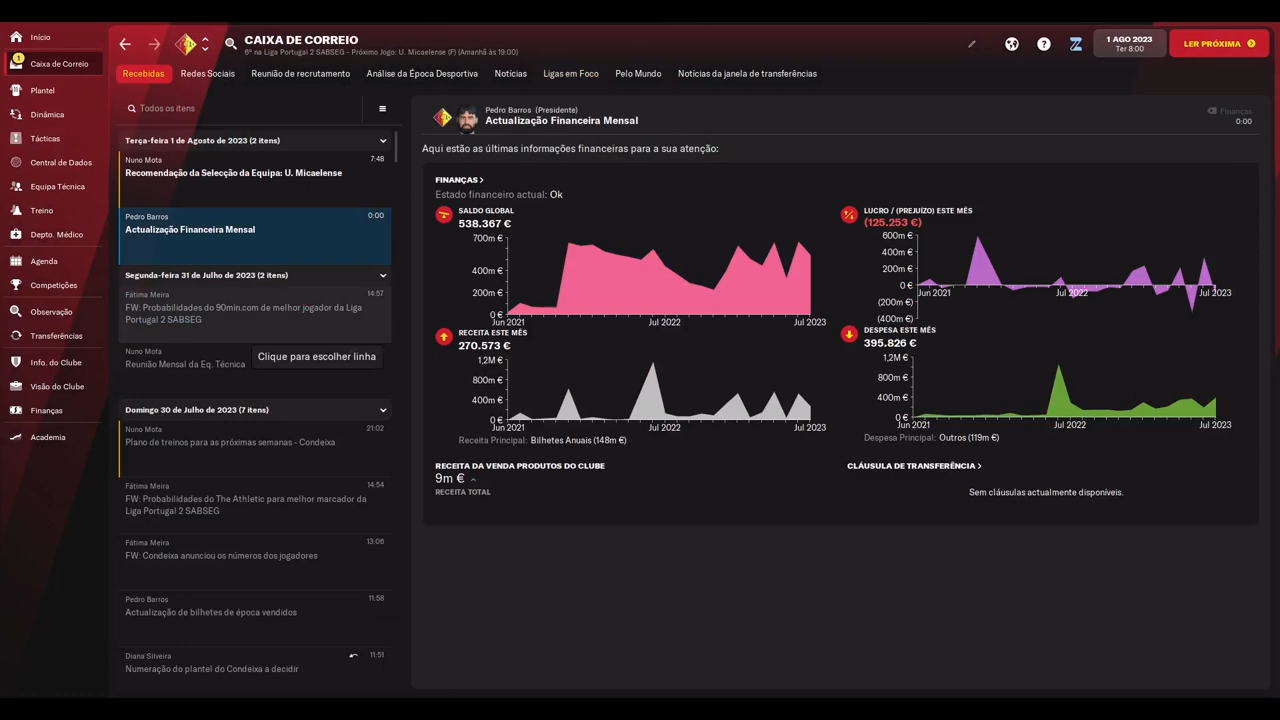 Início
CAIXA DE CORREIO
6º na Liga Portugal 2 SABSEG - Próximo Jogo: U. Micaelense (F) (Amanhã às 19:00)
1 AGO 2023
Ter 8:00
LER PRÓXIMA
1
Caixa de Correio
Plantel
Dinâmica
Tácticas
Central de Dados
Equipa Técnica
Treino
Depto. Médico
Agenda
Competições
Observação
Transferências
Info. do Clube
Visão do Clube
Finanças
Academia
Recebidas
Redes Sociais
Reunião de recrutamento
Análise da Época Desportiva
Notícias
Ligas em Foco
Pelo Mundo
Notícias da janela de transferências
Todos os itens
Terça-feira 1 de Agosto de 2023 (2 itens)
Nuno Mota
7:48
Recomendação da Selecção da Equipa: U. Micaelense
Pedro Barros
0:00
Actualização Financeira Mensal
Segunda-feira 31 de Julho de 2023 (2 itens)
Fátima Meira
14:57
FW: Probabilidades do 90min.com de melhor jogador da Liga
Portugal 2 SABSEG
Nuno Mota
Reunião Mensal da Eq. Técnica
Clique para escolher linha
Domingo 30 de Julho de 2023 (7 itens)
Nuno Mota
21:02
Plano de treinos para as próximas semanas - Condeixa
Fátima Meira
14:54
FW: Probabilidades do The Athletic para melhor marcador da
Liga Portugal 2 SABSEG
Fátima Meira
13:06
FW: Condeixa anunciou os números dos jogadores
Pedro Barros
11:58
Actualização de bilhetes de época vendidos
Diana Silveira
11:51
Numeração do plantel do Condeixa a decidir
Pedro Barros (Presidente)
Actualização Financeira Mensal
Finanças
0:00
Aqui estão as últimas informações financeiras para a sua atenção:
FINANÇAS
Estado financeiro actual: Ok
SALDO GLOBAL
538.367 €
700m €
400m €
200m €
0 €
Jun 2021
Jul 2022
Jul 2023
LUCRO / (PREJUÍZO) ESTE MÊS
(125.253 €)
600m €
400m €
200m €
0 €
(200m €)
(400m €)
Jun 2021
Jul 2022
Jul 2023
RECEITA ESTE MÊS
270.573 €
1,2M €
800m €
400m €
0 €
Jun 2021
Jul 2022
Jul 2023
Receita Principal: Bilhetes Anuais (148m €)
DESPESA ESTE MÊS
395.826 €
1,2M €
800m €
400m €
0 €
Jun 2021
Jul 2022
Jul 2023
Despesa Principal: Outros (119m €)
RECEITA DA VENDA PRODUTOS DO CLUBE
9m €
RECEITA TOTAL
CLÁUSULA DE TRANSFERÊNCIA
Sem cláusulas actualmente disponíveis.